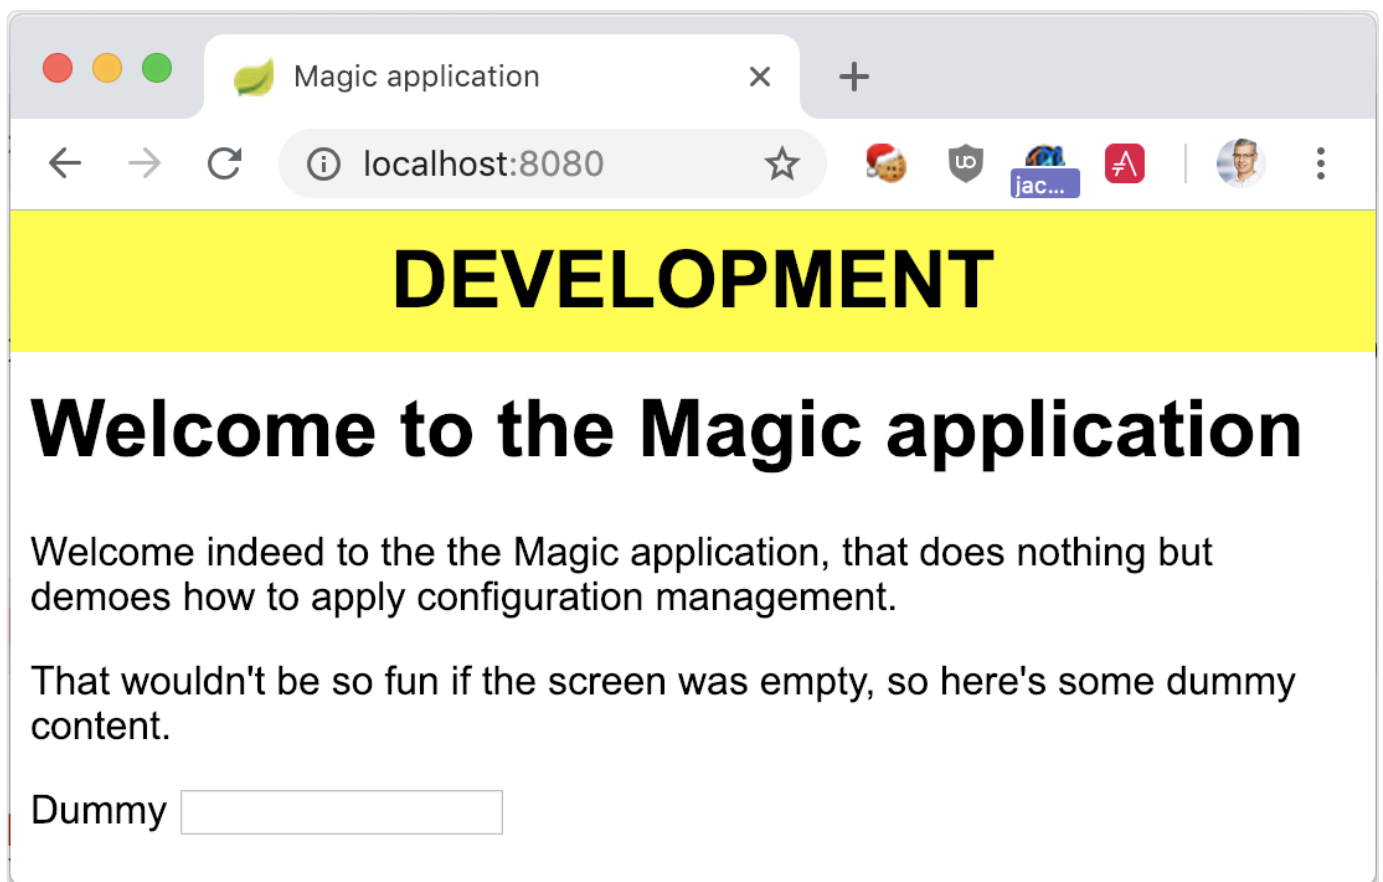 Magic application
localhost:8080
uo
jac...
DEVELOPMENT
Welcome to the Magic application
Welcome indeed to the the Magic application, that does nothing but
demoes how to apply configuration management.
That wouldn't be so fun if the screen was empty, so here's some dummy
content.
Dummy